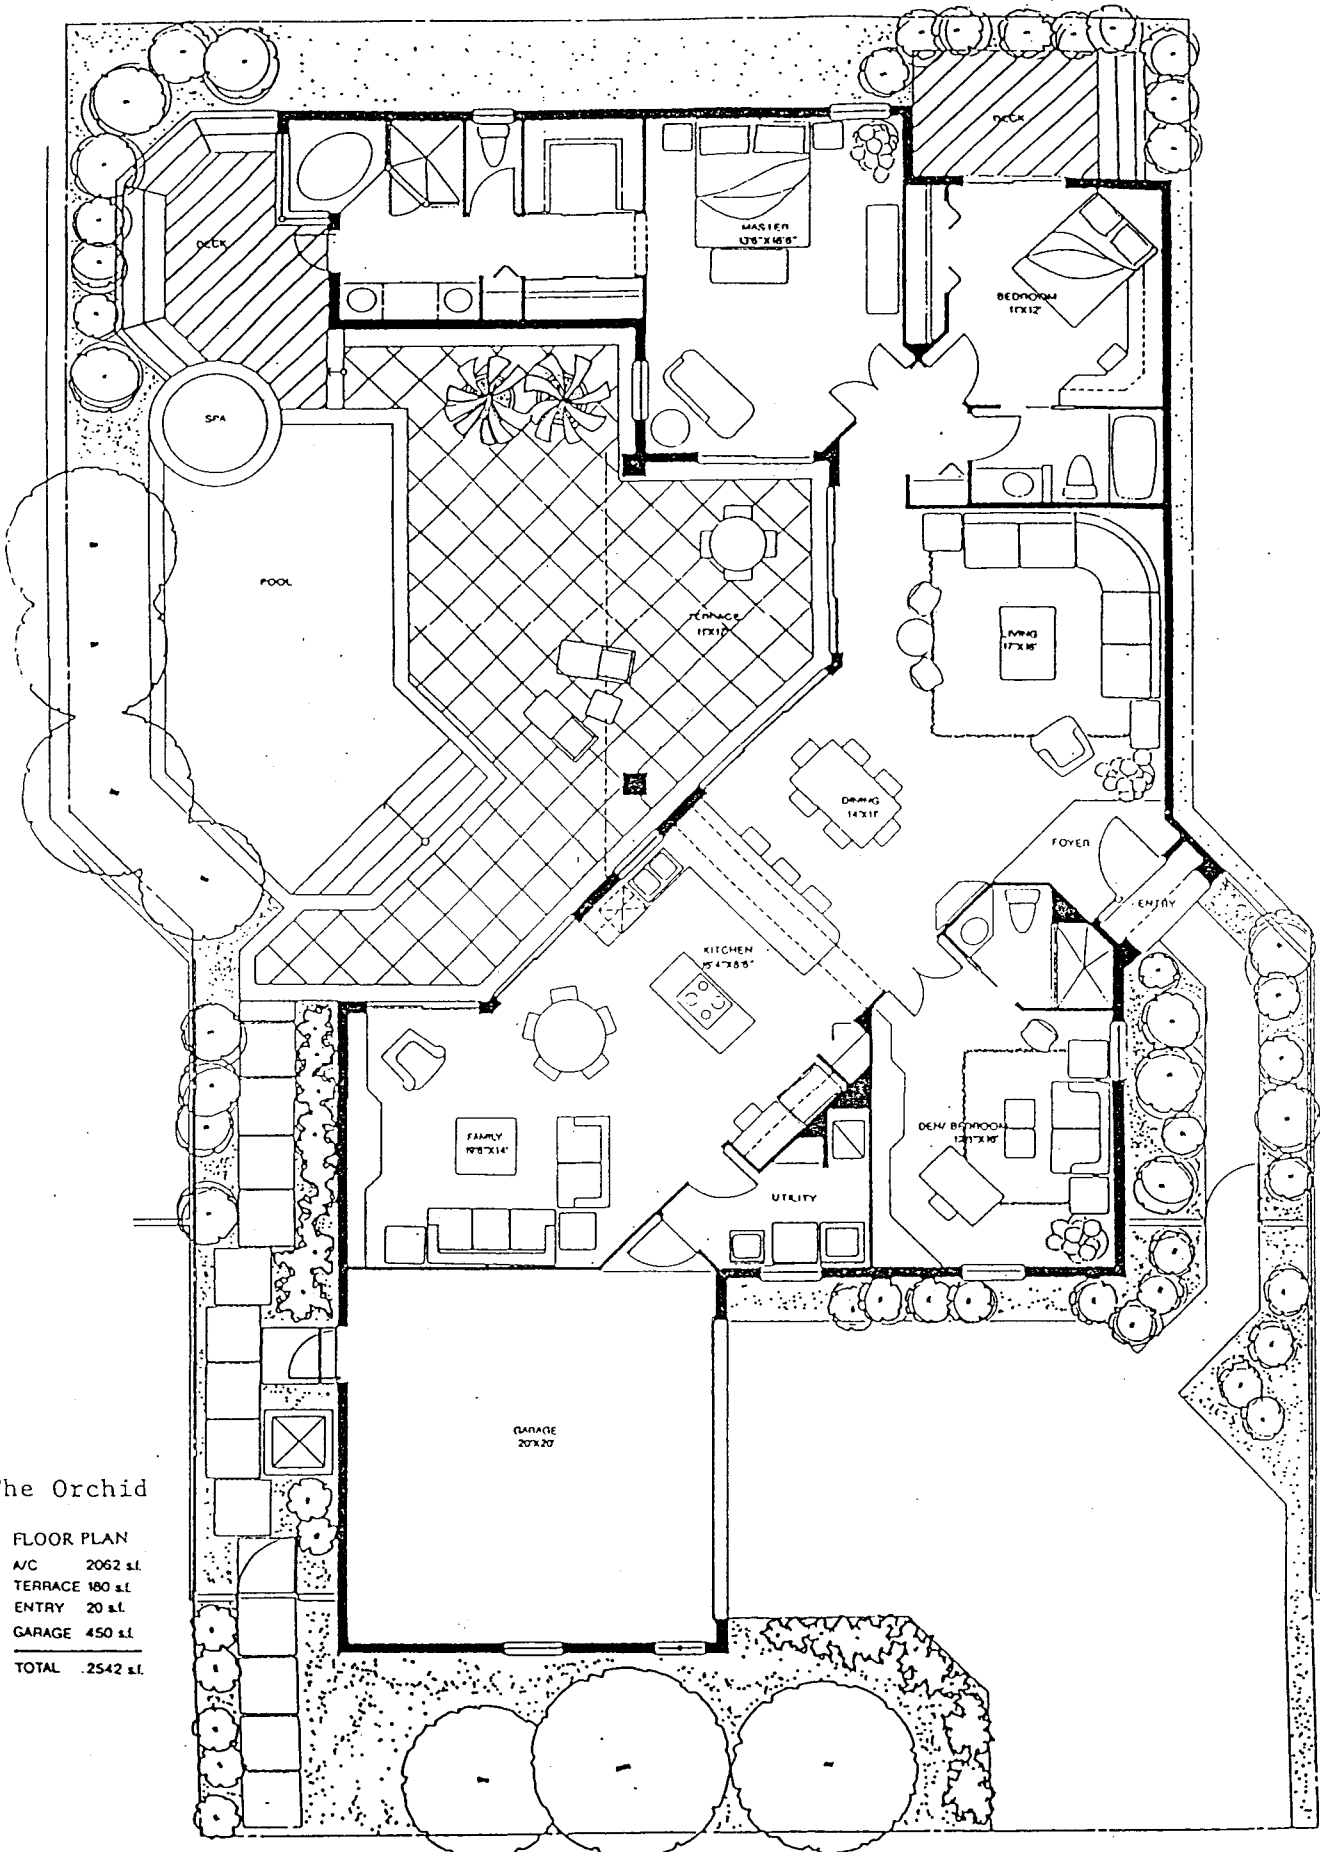 DECK
DECK
MASTER
13'6"X16'6"
BEDROOM
11'X12'
SPA
POOL
TERRACE
LIVING
17'X16'
DINING
14'X11'
FOYER
ENTRY
KITCHEN
15'4"X8'8"
FAMILY
19'8"X14'
DEN/ BEDROOM
UTILITY
GARAGE
20'X20'
The Orchid
FLOOR PLAN
A/C 2062 s.f.
TERRACE 180 s.f.
ENTRY 20 s.f.
GARAGE 450 s.f.
TOTAL 2542 s.f.